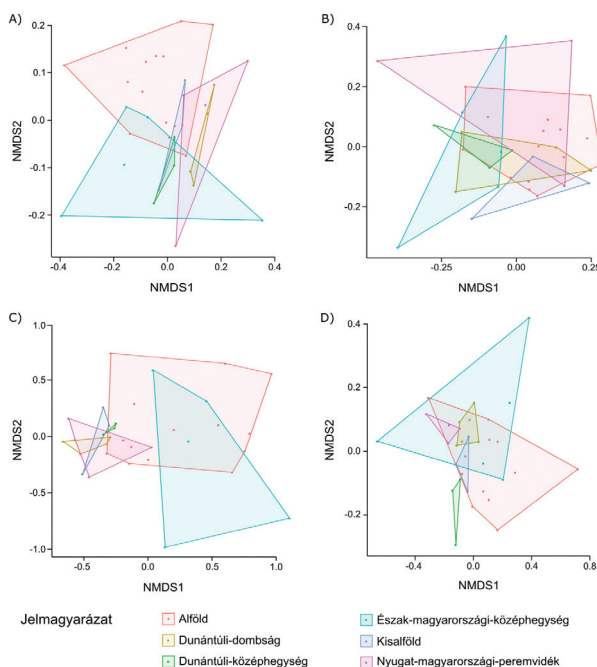 A)
0.2
0.1
0.0
-0.1
-0.2
NMDS2
-0.4
-0.2
0.0
0.2
0.4
NMDS1
B)
0.4
0.2
0.0
-0.2
-0.4
NMDS2
-0.25
0.00
0.25
NMDS1
C)
1.0
0.5
0.0
-0.5
-1.0
NMDS2
-0.5
0.0
0.5
1.0
NMDS1
D)
0.4
0.2
0.0
-0.2
NMDS2
-0.4
0.0
0.4
0.8
NMDS1
Jelmagyarázat
Alföld
Dunántúli-dombság
Dunántúli-középhegység
Észak-magyarországi-középhegység
Kisalföld
Nyugat-magyarországi-peremvidék